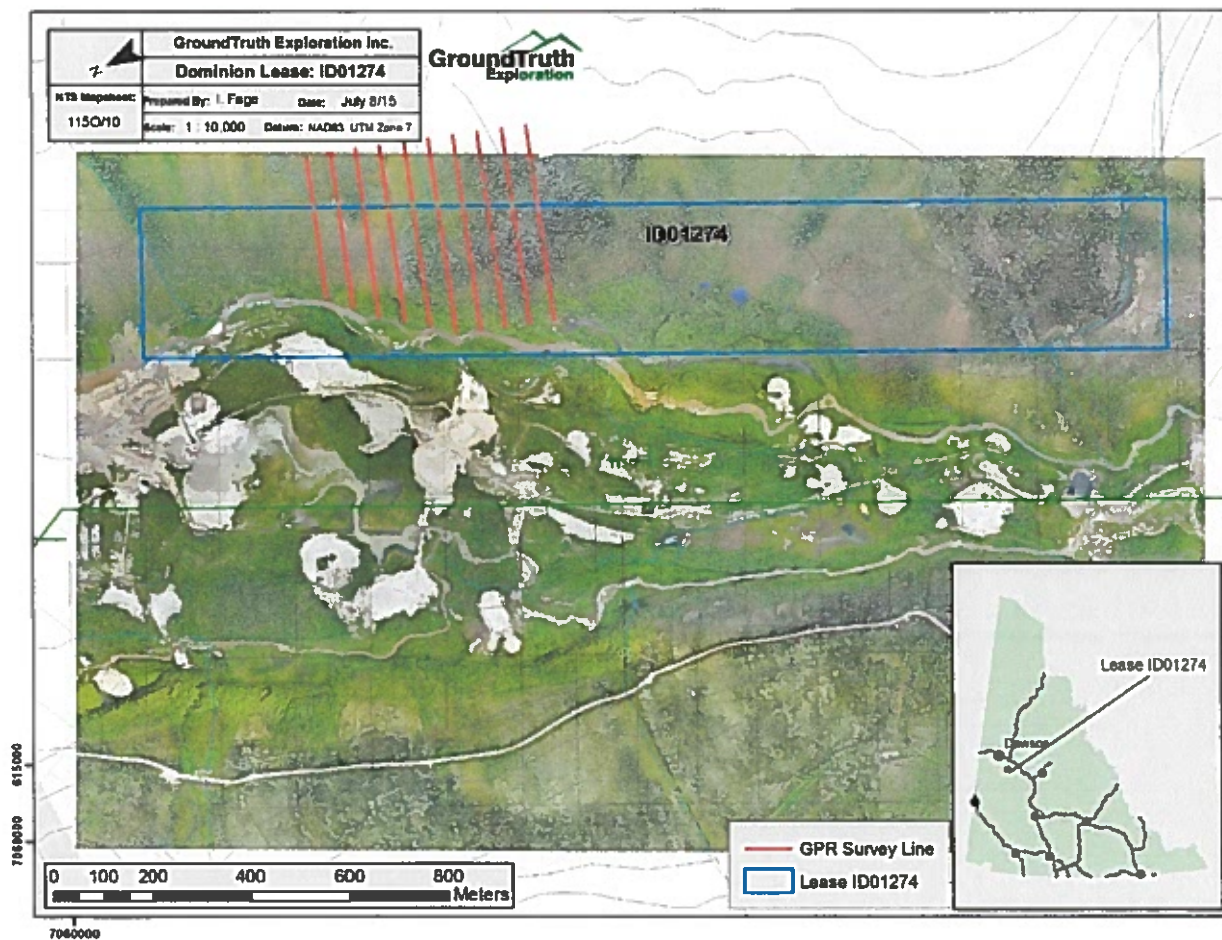 GroundTruth Exploration Inc.
Dominion Lease: ID01274
N
NTS Mapsheet:
115O/10
Prepared By: I. Fage
Date: July 8/15
Scale: 1 : 10,000
Datum: NAD83 UTM Zone 7
GroundTruth
Exploration
ID01274
Lease ID01274
Dawson
615000
7060000
GPR Survey Line
Lease ID01274
0 100 200 400 600 800
Meters
7060000